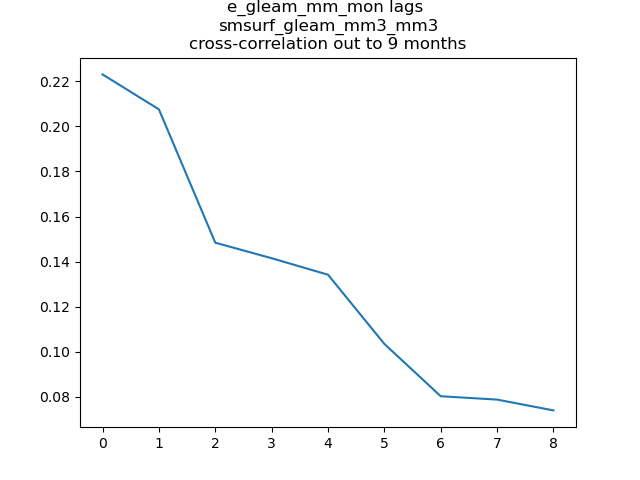 e_gleam_mm_mon lags
smsurf_gleam_mm3_mm3
cross-correlation out to 9 months
0.22
0.20
0.18
0.16
0.14
0.12
0.10
0.08
0 1 2 3 4 5 6 7 8